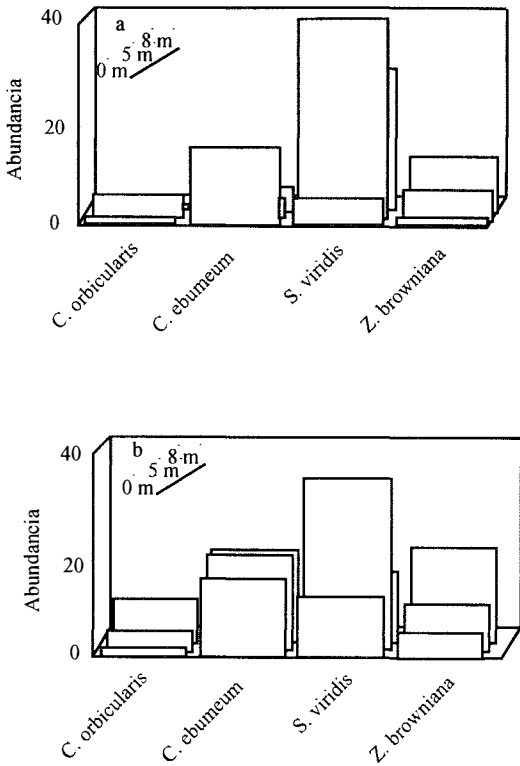 40
a
8 m
5 m
0 m
Abundancia
20
0
C. orbicularis
C. ebumeum
S. viridis
Z. browniana
40
b
8 m
5 m
0 m
Abundancia
20
0
C. orbicularis
C. ebumeum
S. viridis
Z. browniana